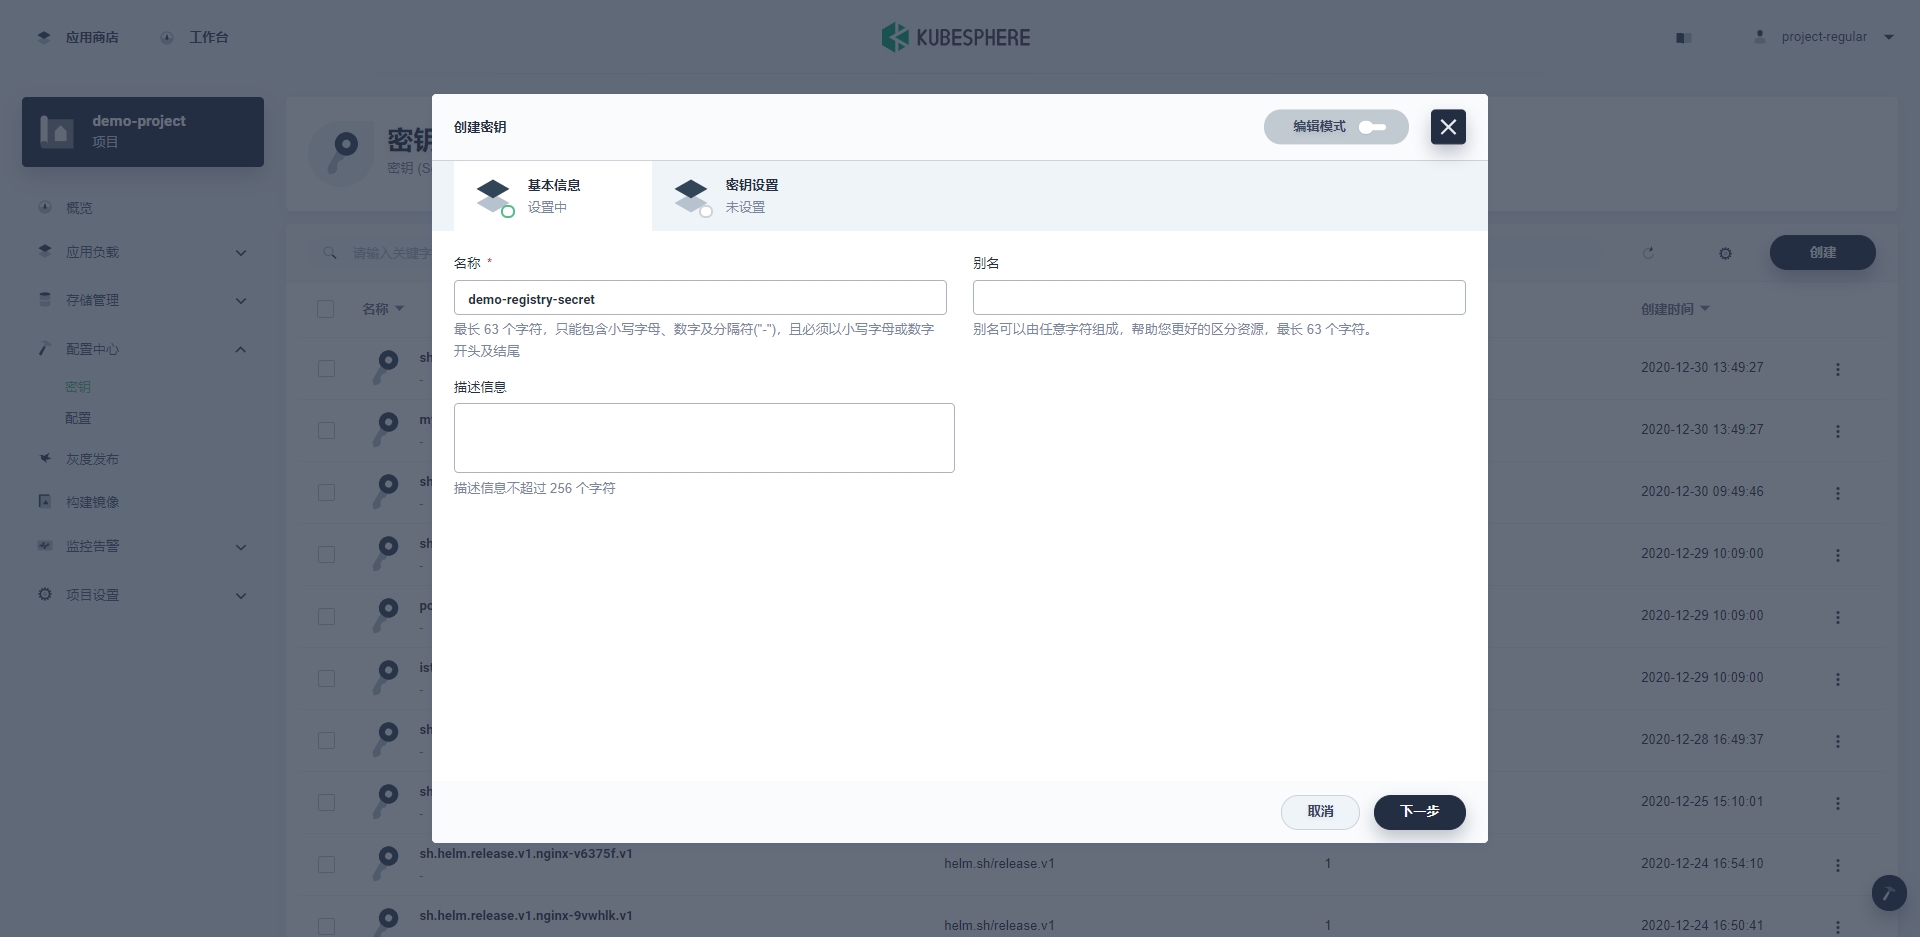 应用商店
工作台
KUBESPHERE
project-regular
demo-project
项目
概览
应用负载
存储管理
配置中心
密钥
配置
灰度发布
构建镜像
监控告警
项目设置
密钥
密钥 (S
请输入关键字
创建
名称
创建时间
创建密钥
编辑模式
基本信息
设置中
密钥设置
未设置
名称 *
demo-registry-secret
最长 63 个字符，只能包含小写字母、数字及分隔符("-")，且必须以小写字母或数字
开头及结尾
别名
别名可以由任意字符组成，帮助您更好的区分资源，最长 63 个字符。
描述信息
描述信息不超过 256 个字符
取消
下一步
sh
-
2020-12-30 13:49:27
-
2020-12-30 13:49:27
sh
-
2020-12-30 09:49:46
sh
-
2020-12-29 10:09:00
po
-
2020-12-29 10:09:00
ist
-
2020-12-29 10:09:00
sh
-
2020-12-28 16:49:37
sh
-
2020-12-25 15:10:01
sh.helm.release.v1.nginx-v6375f.v1
-
helm.sh/release.v1
1
2020-12-24 16:54:10
sh.helm.release.v1.nginx-9vwhlk.v1
helm.sh/release.v1
1
2020-12-24 16:50:41